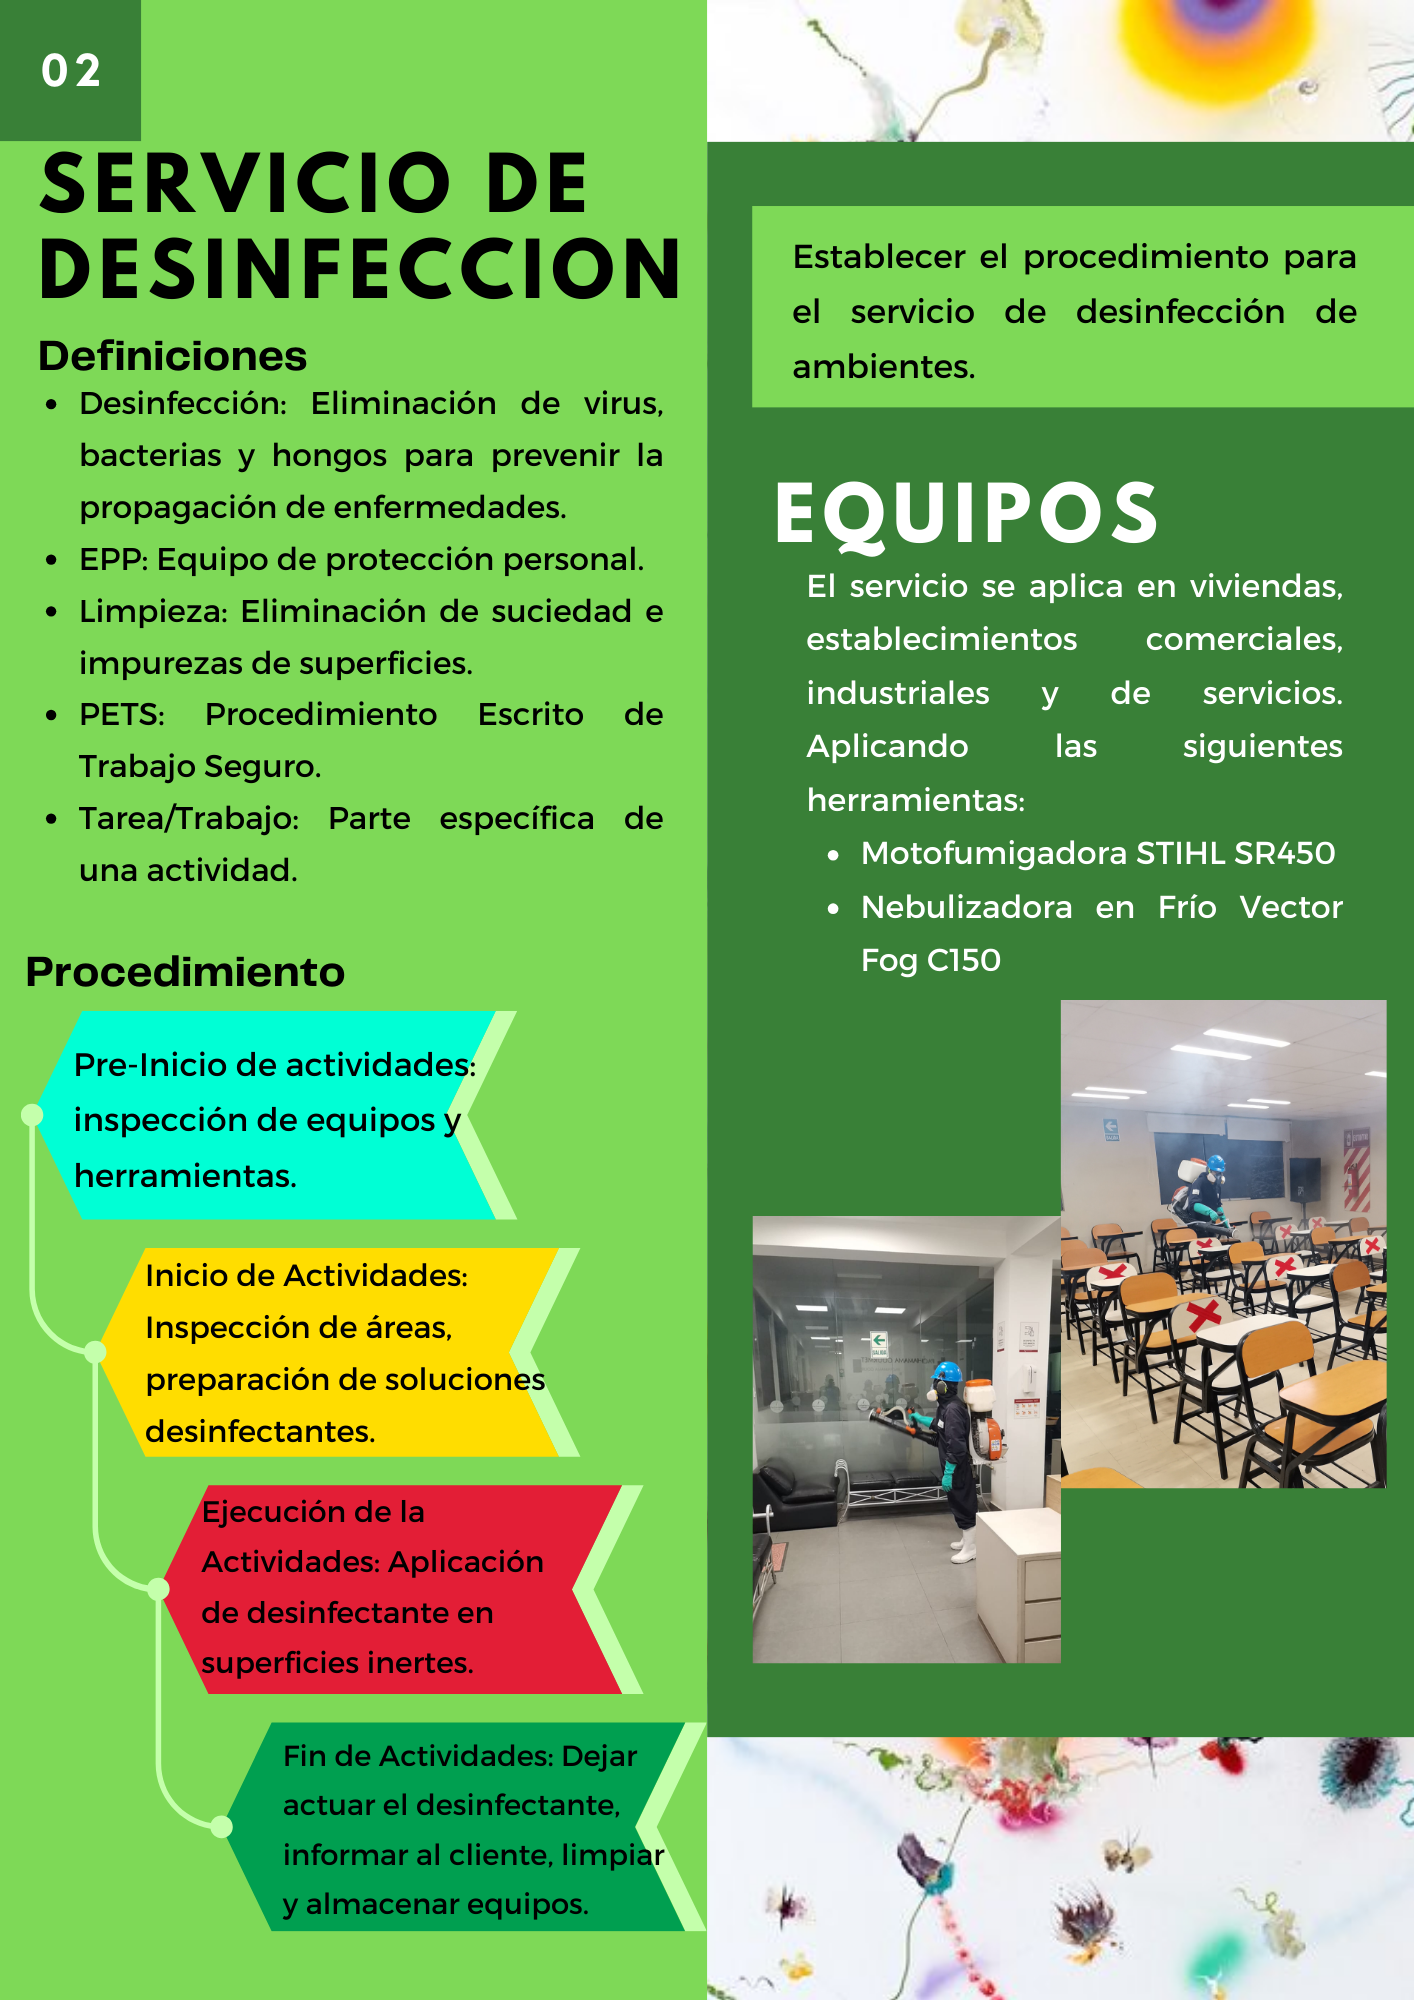 02
SERVICIO DE
DESINFECCION
Definiciones
• Desinfección: Eliminación de virus,
bacterias y hongos para prevenir la
propagación de enfermedades.
• EPP: Equipo de protección personal.
• Limpieza: Eliminación de suciedad e
impurezas de superficies.
• PETS: Procedimiento Escrito de
Trabajo Seguro.
• Tarea/Trabajo: Parte específica de
una actividad.
Procedimiento
Pre-Inicio de actividades:
inspección de equipos y
herramientas.
Inicio de Actividades:
Inspección de áreas,
preparación de soluciones
desinfectantes.
Ejecución de la
Actividades: Aplicación
de desinfectante en
superficies inertes.
Fin de Actividades: Dejar
actuar el desinfectante,
informar al cliente, limpiar
y almacenar equipos.
Establecer el procedimiento para
el servicio de desinfección de
ambientes.
EQUIPOS
El servicio se aplica en viviendas,
establecimientos comerciales,
industriales y de servicios.
Aplicando las siguientes
herramientas:
• Motofumigadora STIHL SR450
• Nebulizadora en Frío Vector
Fog C150
SALIDA
SALIDA